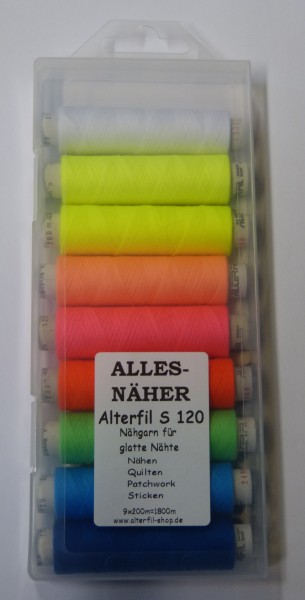 ALLES-
NÄHER
Alterfil S 120
Nähgarn für
glatte Nähte
Nähen
Quilten
Patchwork
Sticken
9x200m=1800m
www.alterfil-shop.de